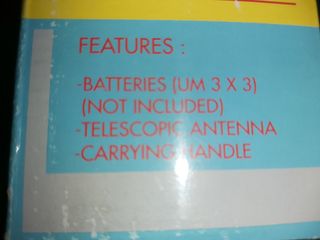 FEATURES :
-BATTERIES (UM 3 X 3)
(NOT INCLUDED)
-TELESCOPIC ANTENNA
-CARRYING HANDLE